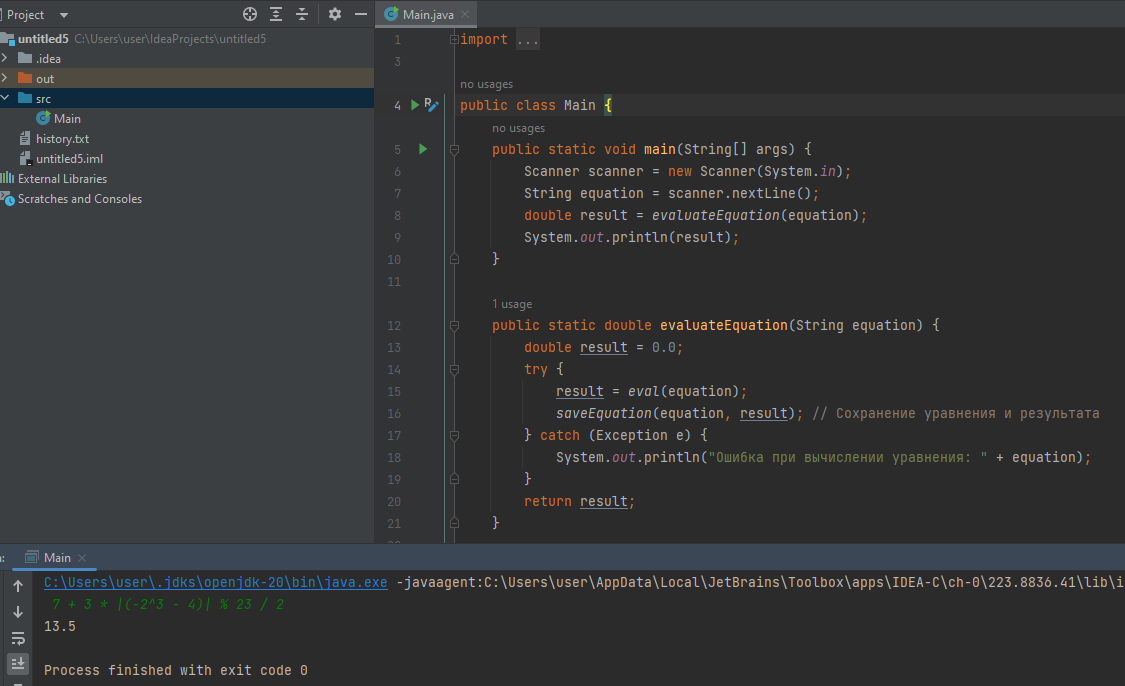 Project
Main.java
untitled5 C:\Users\user\IdeaProjects\untitled5
.idea
out
src
Main
history.txt
untitled5.iml
External Libraries
Scratches and Consoles
1 import ...
3
no usages
4 public class Main {
no usages
5 public static void main(String[] args) {
6 Scanner scanner = new Scanner(System.in);
7 String equation = scanner.nextLine();
8 double result = evaluateEquation(equation);
9 System.out.println(result);
10 }
11
1 usage
12 public static double evaluateEquation(String equation) {
13 double result = 0.0;
14 try {
15 result = eval(equation);
16 saveEquation(equation, result); // Сохранение уравнения и результата
17 } catch (Exception e) {
18 System.out.println("Ошибка при вычислении уравнения: " + equation);
19 }
20 return result;
21 }
Main
C:\Users\user\.jdks\openjdk-20\bin\java.exe -javaagent:C:\Users\user\AppData\Local\JetBrains\Toolbox\apps\IDEA-C\ch-0\223.8836.41\lib\i
7 + 3 * |(-2^3 - 4)| % 23 / 2
13.5
Process finished with exit code 0